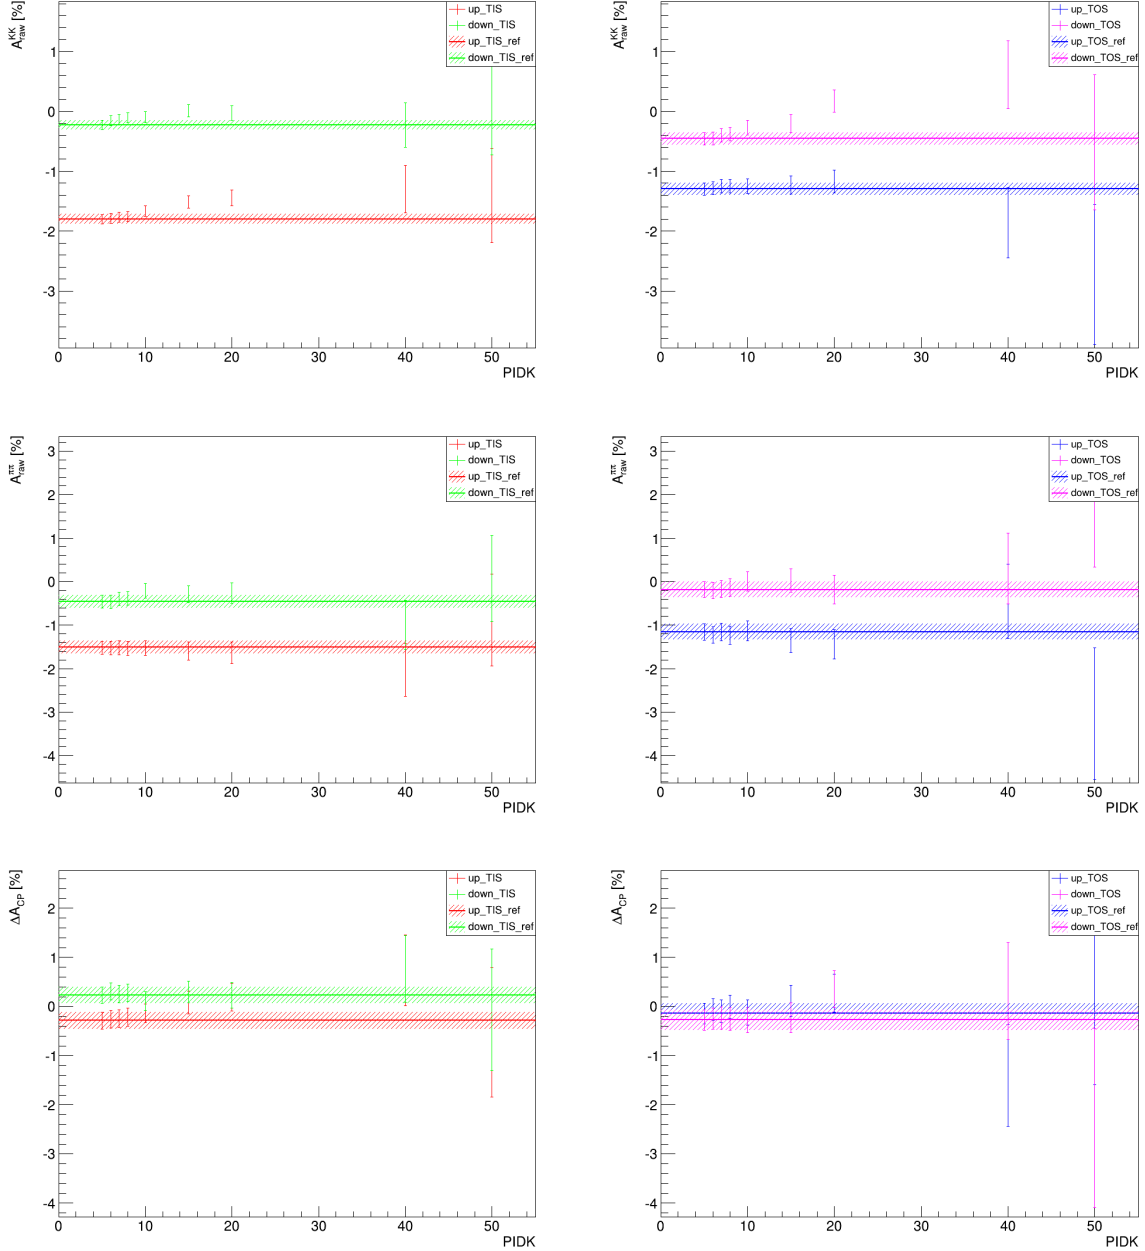 A_raw^KK [%]
up_TIS
down_TIS
up_TIS_ref
down_TIS_ref
1
0
-1
-2
-3
0 10 20 30 40 50
PIDK
A_raw^KK [%]
up_TOS
down_TOS
up_TOS_ref
down_TOS_ref
1
0
-1
-2
-3
0 10 20 30 40 50
PIDK
A_raw^ππ [%]
up_TIS
down_TIS
up_TIS_ref
down_TIS_ref
3
2
1
0
-1
-2
-3
-4
0 10 20 30 40 50
PIDK
A_raw^ππ [%]
up_TOS
down_TOS
up_TOS_ref
down_TOS_ref
3
2
1
0
-1
-2
-3
-4
0 10 20 30 40 50
PIDK
ΔA_CP [%]
up_TIS
down_TIS
up_TIS_ref
down_TIS_ref
2
1
0
-1
-2
-3
-4
0 10 20 30 40 50
PIDK
ΔA_CP [%]
up_TOS
down_TOS
up_TOS_ref
down_TOS_ref
2
1
0
-1
-2
-3
-4
0 10 20 30 40 50
PIDK